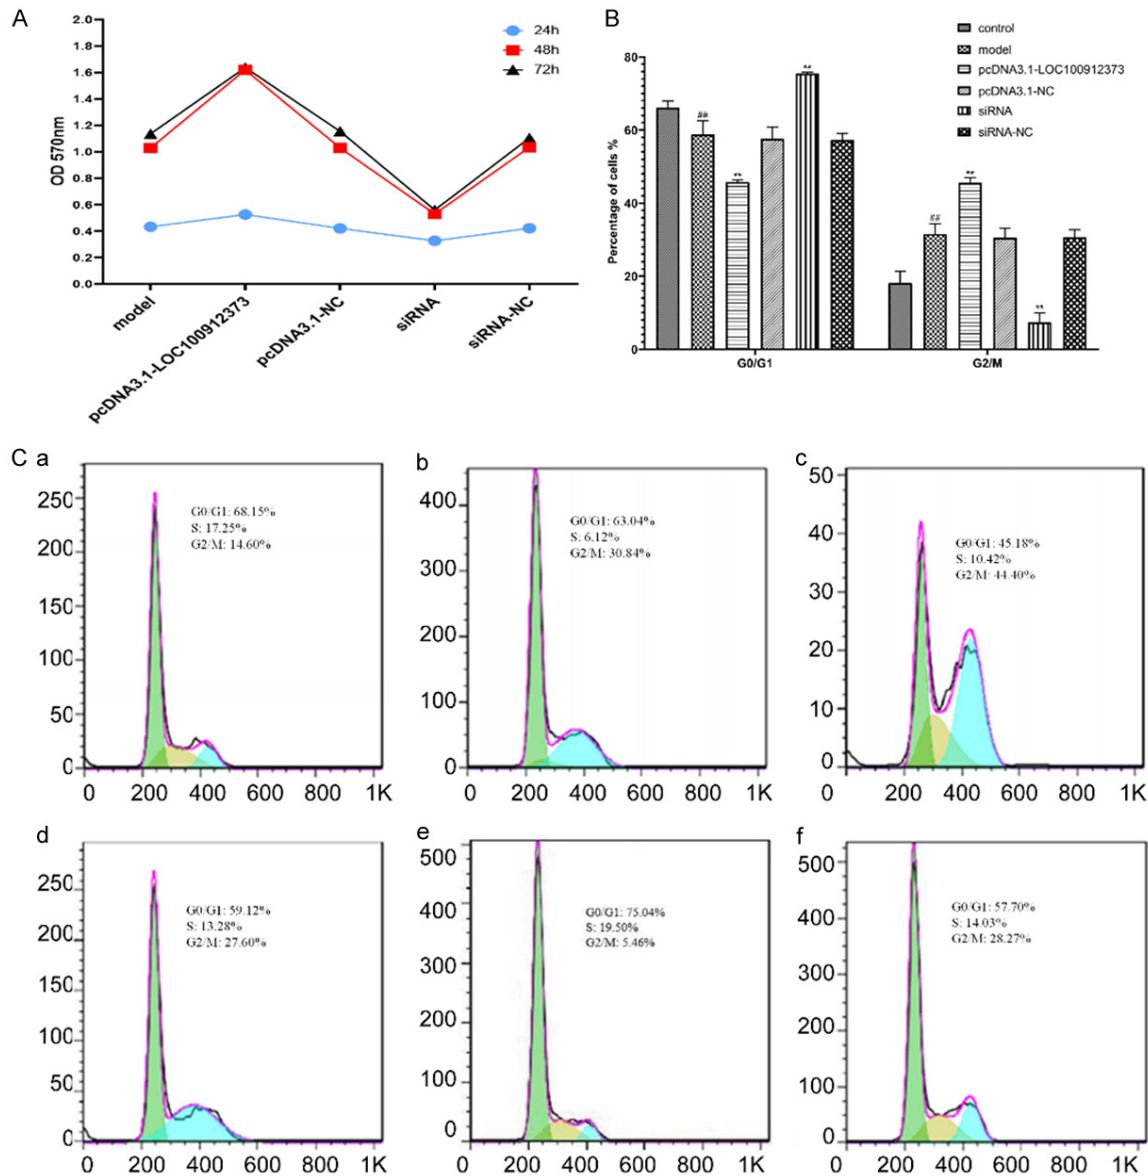 A
2.0
1.8
1.6
1.4
1.2
1.0
0.8
0.6
0.4
0.2
0.0
OD 570nm
24h
48h
72h
model
pcDNA3.1-LOC100912373
pcDNA3.1-NC
siRNA
siRNA-NC
B
control
model
pcDNA3.1-LOC100912373
pcDNA3.1-NC
siRNA
siRNA-NC
80
60
40
20
0
Percentage of cells %
##
**
**
##
**
**
G0/G1
G2/M
C a
250
200
150
100
50
0
G0/G1: 68.15%
S: 17.25%
G2/M: 14.60%
0 200 400 600 800 1K
b
400
300
200
100
0
G0/G1: 63.04%
S: 6.12%
G2/M: 30.84%
0 200 400 600 800 1K
c
50
40
30
20
10
0
G0/G1: 45.18%
S: 10.42%
G2/M: 44.40%
0 200 400 600 800 1K
d
250
200
150
100
50
0
G0/G1: 59.12%
S: 13.28%
G2/M: 27.60%
0 200 400 600 800 1K
e
500
400
300
200
100
0
G0/G1: 75.04%
S: 19.50%
G2/M: 5.46%
0 200 400 600 800 1K
f
500
400
300
200
100
0
G0/G1: 57.70%
S: 14.03%
G2/M: 28.27%
0 200 400 600 800 1K